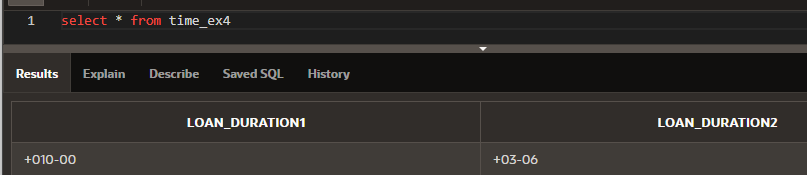 1 select * from time_ex4
Results Explain Describe Saved SQL History
LOAN_DURATION1 LOAN_DURATION2
+010-00 +03-06